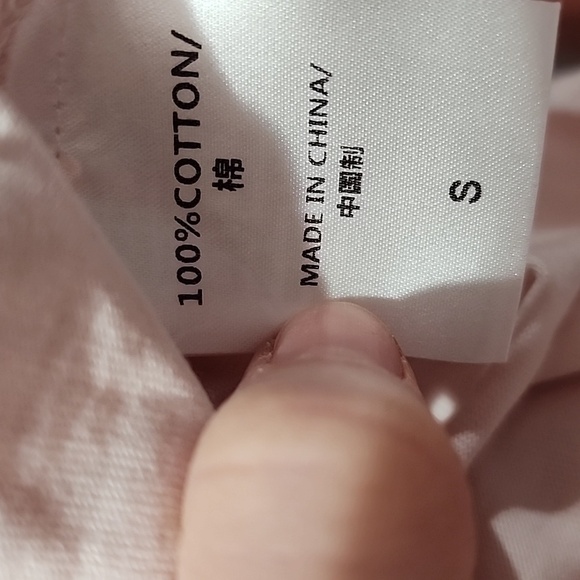 100%COTTON/
棉
MADE IN CHINA/
中國制
S